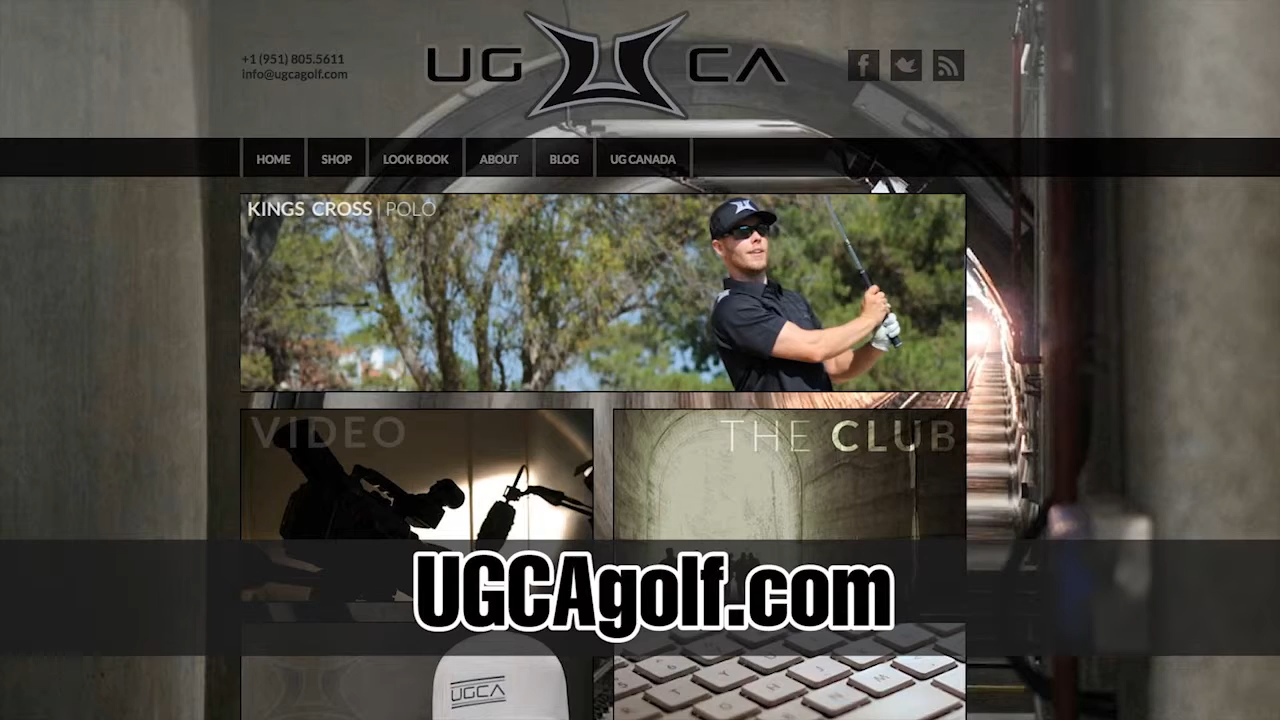 +1 (951) 805.5611
info@ugcagolf.com
UG CA
HOME SHOP LOOK BOOK ABOUT BLOG UG CANADA
KINGS CROSS | POLO
VIDEO
THE CLUB
UGCAgolf.com
UGCA